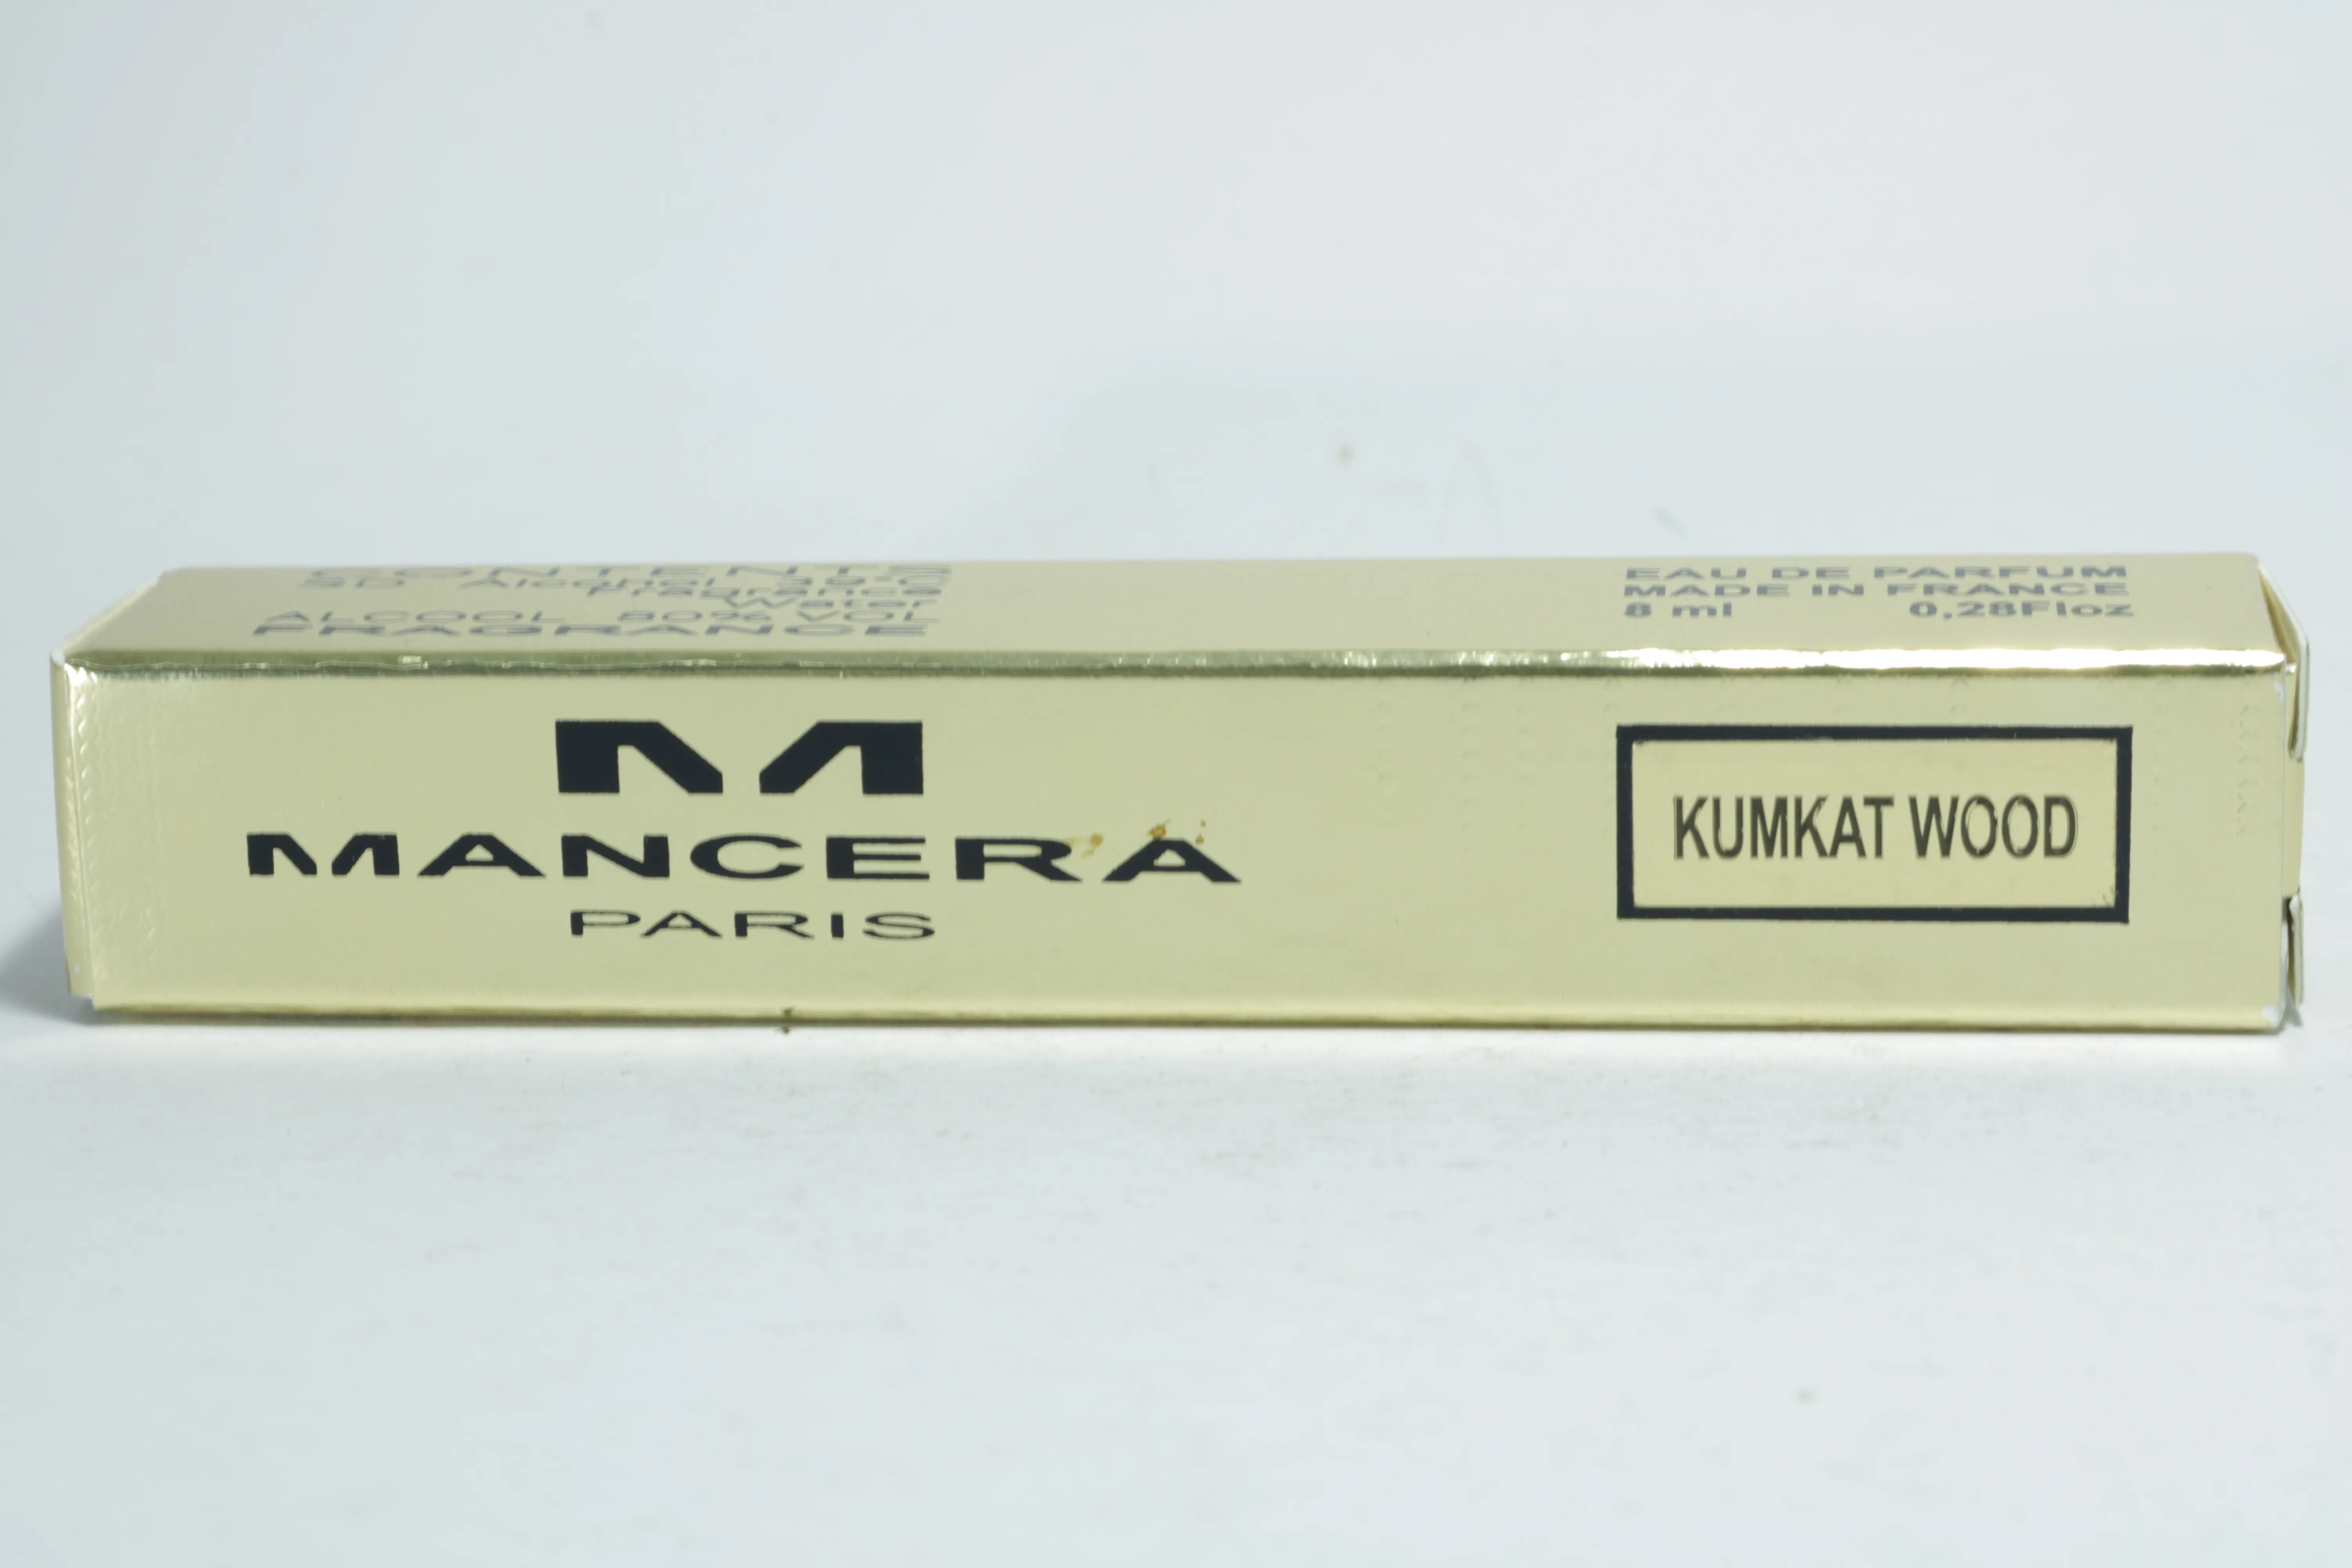 CONTENTS
SD Alcohol 39C
Fragrance
Water
ALCOOL 80% VOL
FRAGRANCE
EAU DE PARFUM
MADE IN FRANCE
8 ml 0,28Floz
M
MANCERA
PARIS
KUMKAT WOOD